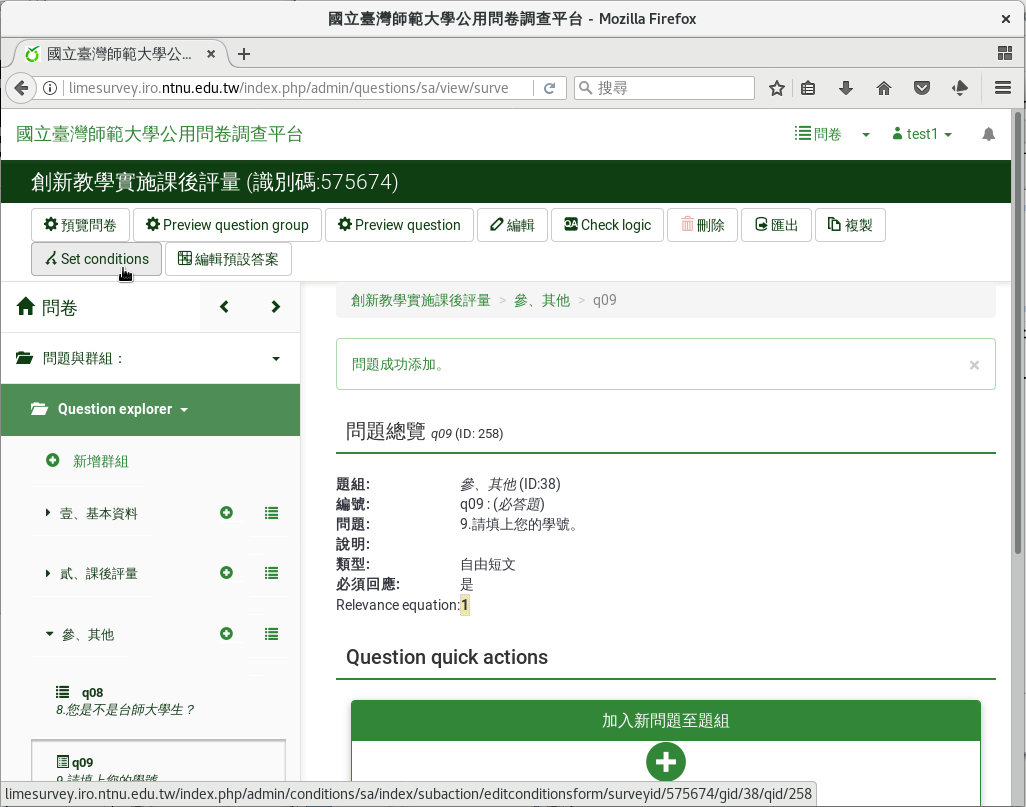 國立臺灣師範大學公用問卷調查平台 - Mozilla Firefox
國立臺灣師範大學公...
limesurvey.iro.ntnu.edu.tw/index.php/admin/questions/sa/view/surve
搜尋
國立臺灣師範大學公用問卷調查平台
問卷
test1
創新教學實施課後評量 (識別碼:575674)
預覽問卷
Preview question group
Preview question
編輯
Check logic
刪除
匯出
複製
Set conditions
編輯預設答案
問卷
問題與群組：
Question explorer
新增群組
壹、基本資料
貳、課後評量
參、其他
q08
8.您是不是台師大學生？
q09
9.請填上您的學號。
創新教學實施課後評量 > 參、其他 > q09
問題成功添加。
×
問題總覽 q09 (ID: 258)
題組: 參、其他 (ID:38)
編號: q09 : (必答題)
問題: 9.請填上您的學號。
說明:
類型: 自由短文
必須回應: 是
Relevance equation:1
Question quick actions
加入新問題至題組
limesurvey.iro.ntnu.edu.tw/index.php/admin/conditions/sa/index/subaction/editconditionsform/surveyid/575674/gid/38/qid/258